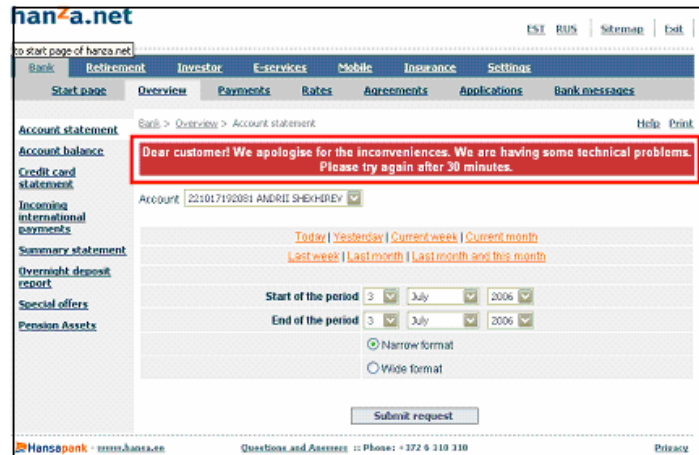 hanza.net
EST RUS Sitemap Exit
to start page of hanza.net
Bank Retirement Investor E-services Mobile Insurance Settings
Start page Overview Payments Rates Agreements Applications Bank messages
Bank > Overview > Account statement
Help Print
Dear customer! We apologise for the inconveniences. We are having some technical problems.
Please try again after 30 minutes.
Account statement
Account balance
Credit card
statement
Incoming
international
payments
Summary statement
Overnight deposit
report
Special offers
Pension Assets
Account 221017192081 ANDRII SHEKHIREV
Today | Yesterday | Current week | Current month
Last week | Last month | Last month and this month
Start of the period 3 July 2006
End of the period 3 July 2006
Narrow format
Wide format
Submit request
Hansapank - www.hansa.ee Questions and Answers :: Phone: +372 6 310 310 Privacy